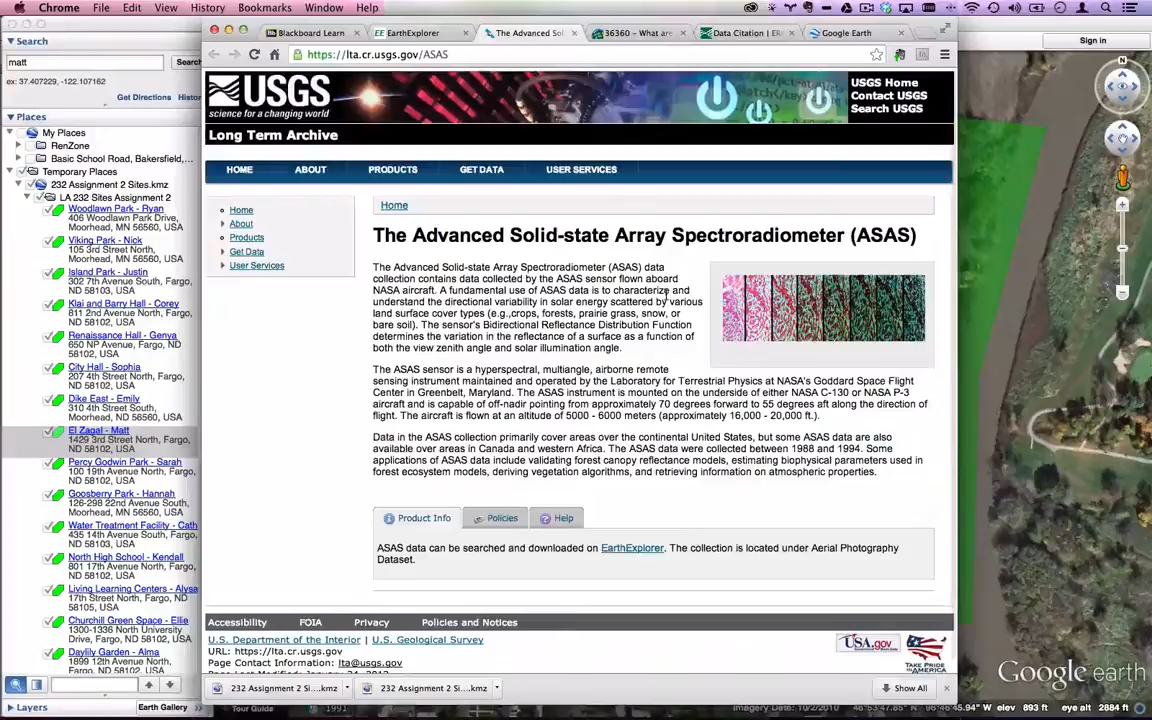 Chrome File Edit View History Bookmarks Window Help
Search
matt
Search
ex: 37.407229, -122.107162
Get Directions
Places
My Places
RenZone
Basic School Road, Bakersfield,...
Temporary Places
232 Assignment 2 Sites.kmz
LA 232 Sites Assignment 2
Woodlawn Park - Ryan
406 Woodlawn Park Drive,
Moorhead, MN 56560, USA
Viking Park - Nick
105 3rd Street North,
Moorhead, MN 56560, USA
Island Park - Justin
302 7th Avenue South, Fargo,
ND 58103, USA
Klai and Barry Hall - Corey
811 2nd Avenue North, Fargo,
ND 58102, USA
Renaissance Hall - Genya
650 NP Avenue, Fargo, ND
58102, USA
City Hall - Sophia
207 4th Street North, Fargo,
ND 58102, USA
Dike East - Emily
310 4th Street South,
Moorhead, MN 56560, USA
El Zagal - Matt
1429 3rd Street North, Fargo,
ND 58102, USA
Percy Godwin Park - Sarah
100 19th Avenue North, Fargo,
ND 58102, USA
Gooseberry Park - Hannah
126-298 22nd Avenue South,
Moorhead, MN 56560, USA
Water Treatment Facility - Cath
435 14th Avenue South, Fargo,
ND 58103, USA
North High School - Kendall
801 17th Avenue North, Fargo,
ND 58102, USA
Living Learning Centers - Alysa
17th Street North, Fargo, ND
58105, USA
Churchill Green Space - Ellie
1300-1336 North University
Drive, Fargo, ND 58102, USA
Daylily Garden - Alma
1899 12th Avenue North,
Fargo, ND 58102, USA
Layers
Earth Gallery >>
Blackboard Learn
EarthExplorer
The Advanced Sol
36360 - What are
Data Citation | ER
Google Earth
https://lta.cr.usgs.gov/ASAS
USGS
science for a changing world
USGS Home
Contact USGS
Search USGS
Long Term Archive
HOME ABOUT PRODUCTS GET DATA USER SERVICES
Home
About
Products
Get Data
User Services
Home
The Advanced Solid-state Array Spectroradiometer (ASAS)
The Advanced Solid-state Array Spectroradiometer (ASAS) data
collection contains data collected by the ASAS sensor flown aboard
NASA aircraft. A fundamental use of ASAS data is to characterize and
understand the directional variability in solar energy scattered by various
land surface cover types (e.g.,crops, forests, prairie grass, snow, or
bare soil). The sensor's Bidirectional Reflectance Distribution Function
determines the variation in the reflectance of a surface as a function of
both the view zenith angle and solar illumination angle.
The ASAS sensor is a hyperspectral, multiangle, airborne remote
sensing instrument maintained and operated by the Laboratory for Terrestrial Physics at NASA's Goddard Space Flight
Center in Greenbelt, Maryland. The ASAS instrument is mounted on the underside of either NASA C-130 or NASA P-3
aircraft and is capable of off-nadir pointing from approximately 70 degrees forward to 55 degrees aft along the direction of
flight. The aircraft is flown at an altitude of 5000 - 6000 meters (approximately 16,000 - 20,000 ft.).
Data in the ASAS collection primarily cover areas over the continental United States, but some ASAS data are also
available over areas in Canada and western Africa. The ASAS data were collected between 1988 and 1994. Some
applications of ASAS data include validating forest canopy reflectance models, estimating biophysical parameters used in
forest ecosystem models, deriving vegetation algorithms, and retrieving information on atmospheric properties.
Product Info Policies Help
ASAS data can be searched and downloaded on EarthExplorer. The collection is located under Aerial Photography
Dataset.
Accessibility FOIA Privacy Policies and Notices
U.S. Department of the Interior | U.S. Geological Survey
URL: https://lta.cr.usgs.gov
Page Contact Information: lta@usgs.gov
USA.gov
TAKE PRIDE
IN AMERICA
232 Assignment 2 Si....kmz
232 Assignment 2 Si....kmz
Show All
Sign in
N
Google earth
Tour Guide
1991
Imagery Date: 10/2/2010
elev 893 ft
eye alt 2884 ft